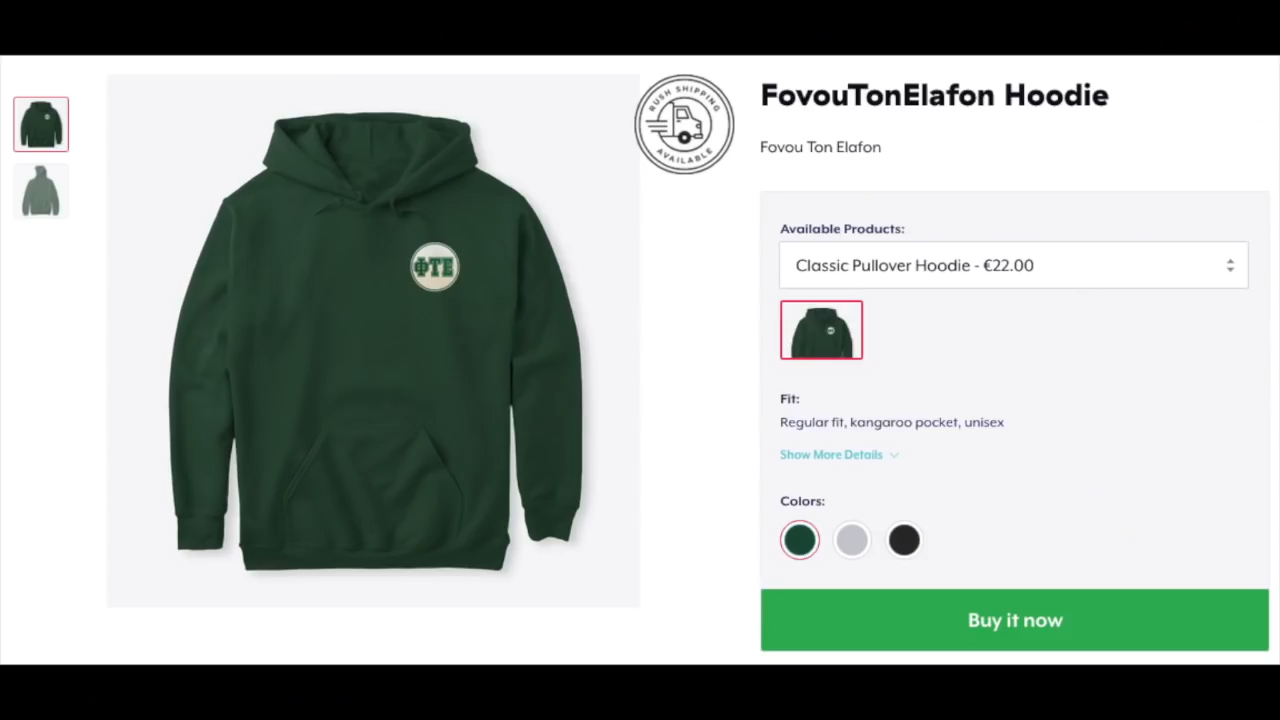 RUSH SHIPPING
AVAILABLE
FovouTonElafon Hoodie
Fovou Ton Elafon
ΦΤΕ
Available Products:
Classic Pullover Hoodie - €22.00
Fit:
Regular fit, kangaroo pocket, unisex
Show More Details
Colors:
Buy it now